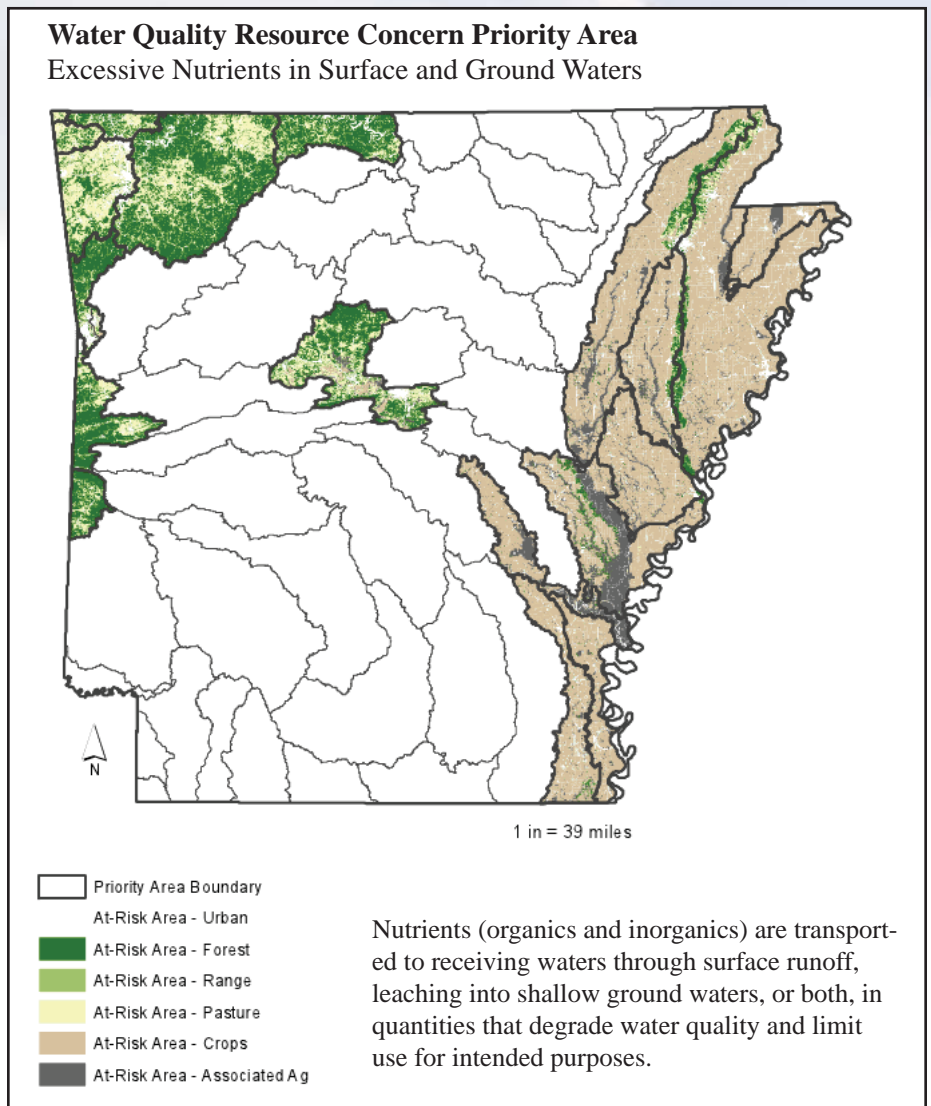 Water Quality Resource Concern Priority Area
Excessive Nutrients in Surface and Ground Waters
N
1 in = 39 miles
Priority Area Boundary
At-Risk Area - Urban
At-Risk Area - Forest
At-Risk Area - Range
At-Risk Area - Pasture
At-Risk Area - Crops
At-Risk Area - Associated Ag
Nutrients (organics and inorganics) are transport-
ed to receiving waters through surface runoff,
leaching into shallow ground waters, or both, in
quantities that degrade water quality and limit
use for intended purposes.